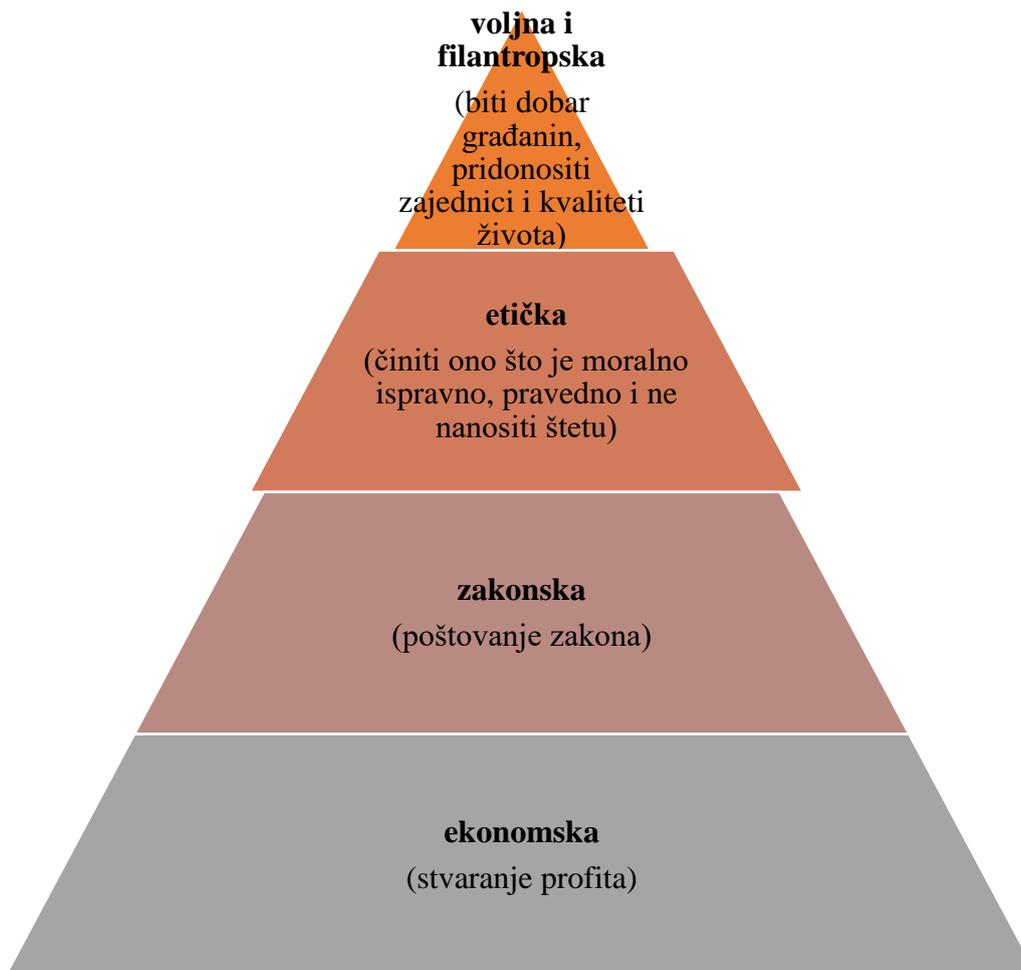 voljna i
filantropska
(biti dobar
građanin,
pridonositi
zajednici i kvaliteti
života)
etička
(činiti ono što je moralno
ispravno, pravedno i ne
nanositi štetu)
zakonska
(poštovanje zakona)
ekonomska
(stvaranje profita)